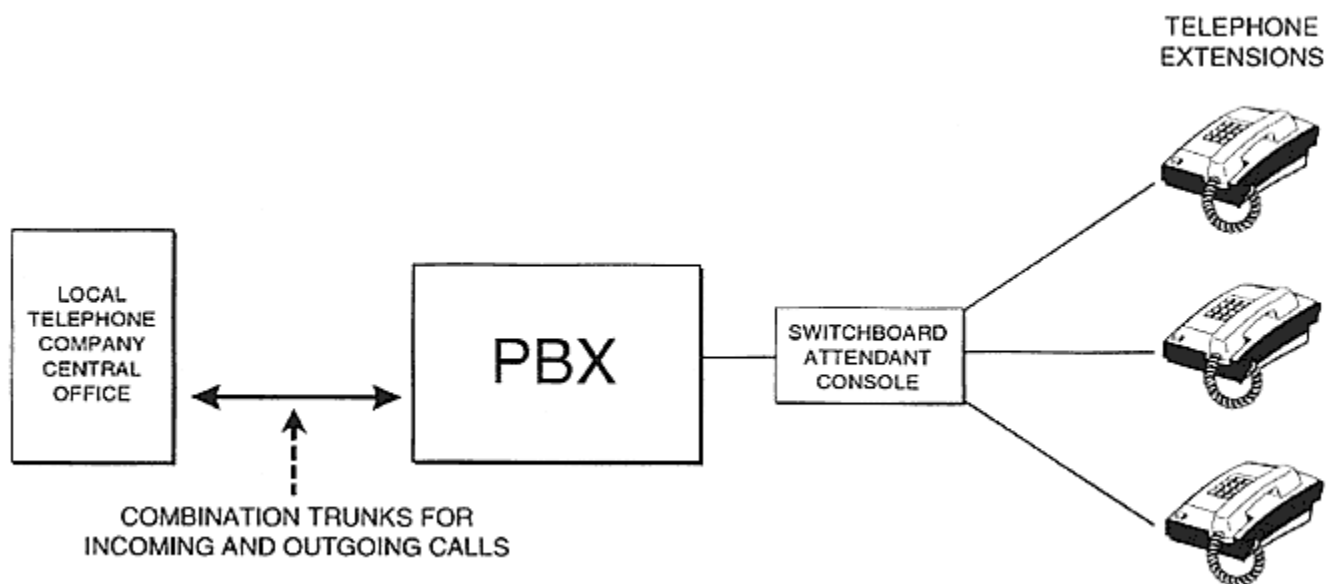 TELEPHONE
EXTENSIONS
LOCAL
TELEPHONE
COMPANY
CENTRAL
OFFICE
PBX
SWITCHBOARD
ATTENDANT
CONSOLE
COMBINATION TRUNKS FOR
INCOMING AND OUTGOING CALLS